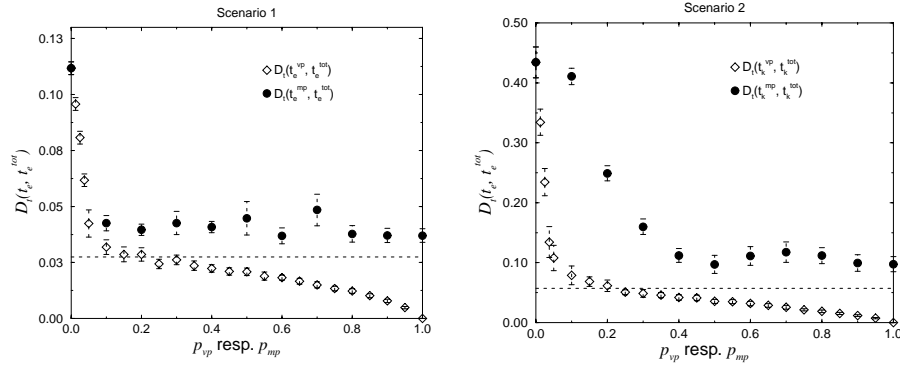 Scenario 1
0.13
0.10
0.08
0.05
0.03
0.00
D_t(t_e, t_e^tot)
D_t(t_e^vp, t_e^tot)
D_t(t_e^mp, t_e^tot)
0.0 0.2 0.4 0.6 0.8 1.0
p_vp resp. p_mp
Scenario 2
0.50
0.40
0.30
0.20
0.10
0.00
D_t(t_e, t_e^tot)
D_t(t_k^vp, t_k^tot)
D_t(t_k^mp, t_k^tot)
0.0 0.2 0.4 0.6 0.8 1.0
p_vp resp. p_mp